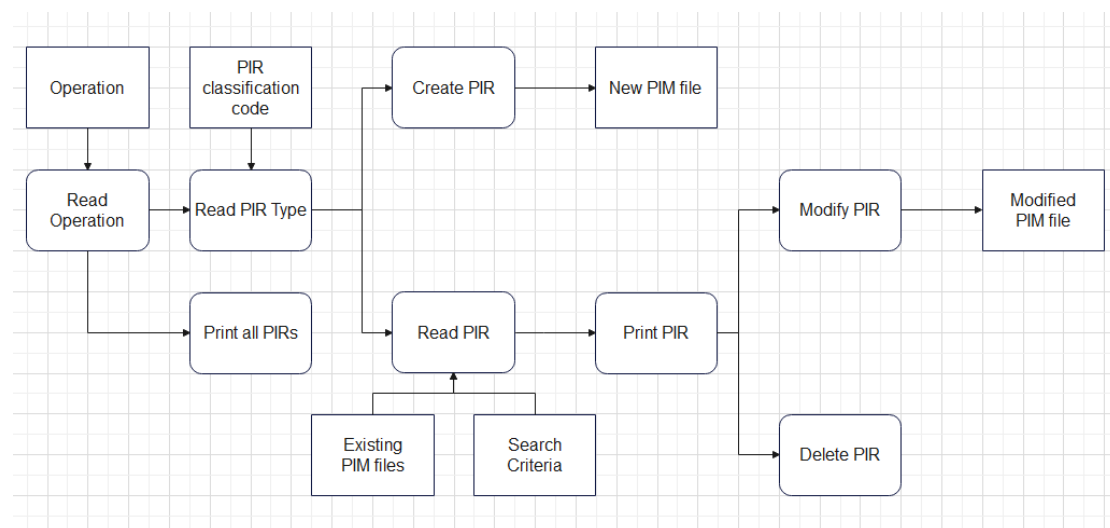 Operation
PIR
classification
code
Create PIR
New PIM file
Read
Operation
Read PIR Type
Modify PIR
Modified
PIM file
Print all PIRs
Read PIR
Print PIR
Existing
PIM files
Search
Criteria
Delete PIR